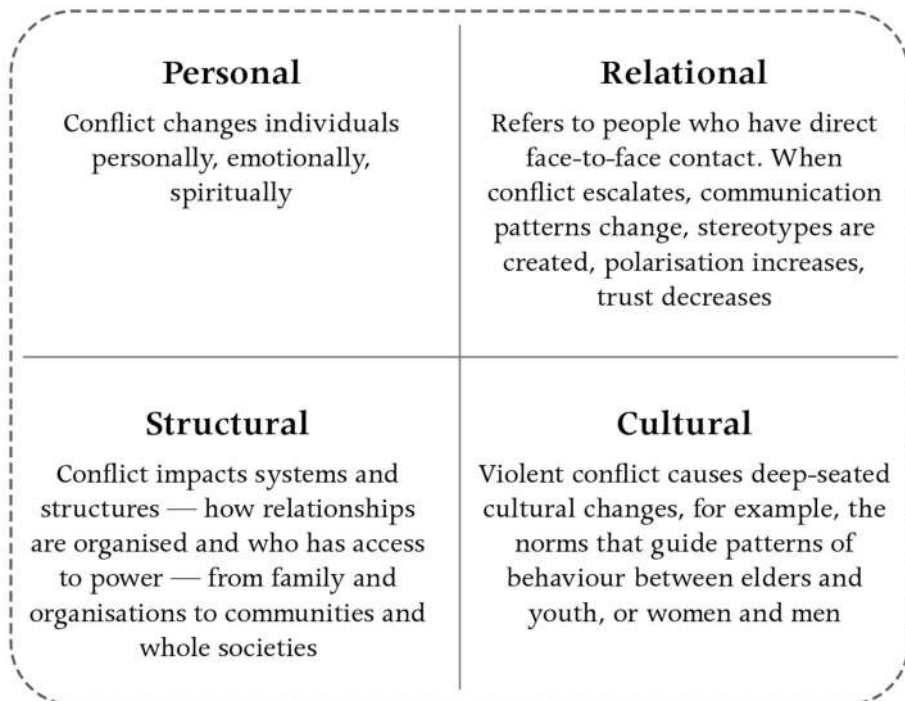 Personal
Conflict changes individuals
personally, emotionally,
spiritually
Relational
Refers to people who have direct
face-to-face contact. When
conflict escalates, communication
patterns change, stereotypes are
created, polarisation increases,
trust decreases
Structural
Conflict impacts systems and
structures — how relationships
are organised and who has access
to power — from family and
organisations to communities and
whole societies
Cultural
Violent conflict causes deep-seated
cultural changes, for example, the
norms that guide patterns of
behaviour between elders and
youth, or women and men